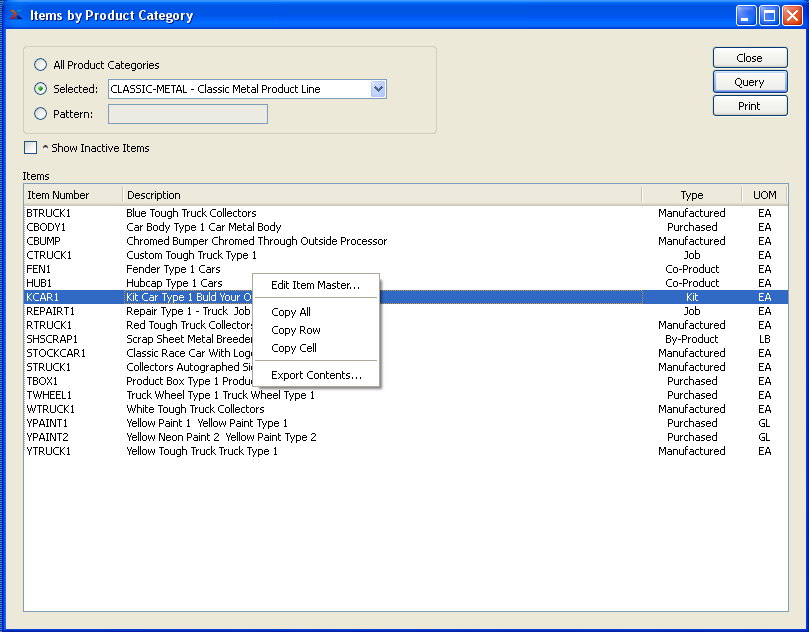 Items by Product Category
All Product Categories
Close
Selected: CLASSIC-METAL - Classic Metal Product Line
Query
Pattern:
Print
^ Show Inactive Items
Items
Item Number Description Type UOM
BTRUCK1 Blue Tough Truck Collectors Manufactured EA
CBODY1 Car Body Type 1 Car Metal Body Purchased EA
CBUMP Chromed Bumper Chromed Through Outside Processor Manufactured EA
CTRUCK1 Custom Tough Truck Type 1 Job EA
FEN1 Fender Type 1 Cars Co-Product EA
HUB1 Hubcap Type 1 Cars Co-Product EA
KCAR1 Kit Car Type 1 Buld Your O Kit EA
REPAIRT1 Repair Type 1 - Truck Job Job EA
RTRUCK1 Red Tough Truck Collectors Manufactured EA
SHSCRAP1 Scrap Sheet Metal Breeder By-Product LB
STOCKCAR1 Classic Race Car With Logo Manufactured EA
STRUCK1 Collectors Autographed Si Manufactured EA
TBOX1 Product Box Type 1 Produ Purchased EA
TWHEEL1 Truck Wheel Type 1 Truck Wheel Type 1 Purchased EA
WTRUCK1 White Tough Truck Collectors Manufactured EA
YPAINT1 Yellow Paint 1 Yellow Paint Type 1 Purchased GL
YPAINT2 Yellow Neon Paint 2 Yellow Paint Type 2 Purchased GL
YTRUCK1 Yellow Tough Truck Truck Type 1 Manufactured EA
Edit Item Master...
Copy All
Copy Row
Copy Cell
Export Contents...